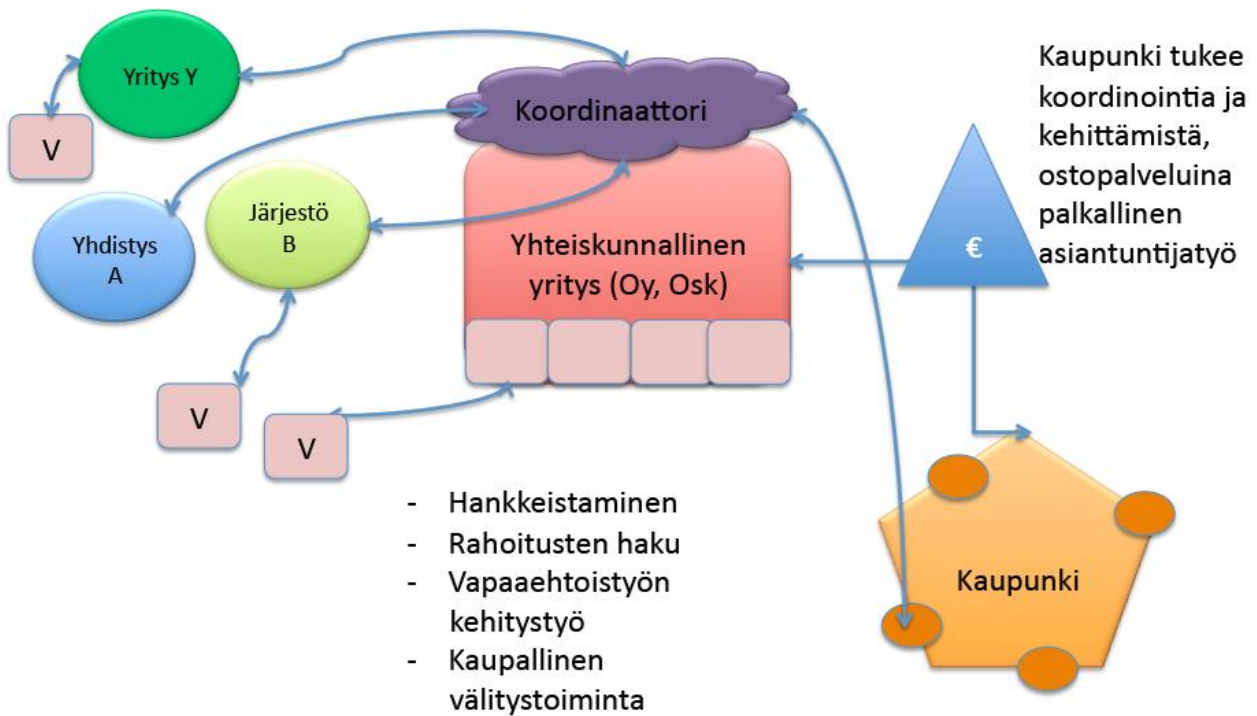 Yritys Y
V
Yhdistys
A
Järjestö
B
V
V
Koordinaattori
Yhteiskunnallinen
yritys (Oy, Osk)
€
Kaupunki tukee
koordinointia ja
kehittämistä,
ostopalveluina
palkallinen
asiantuntijatyö
- Hankkeistaminen
- Rahoitusten haku
- Vapaaehtoistyön
kehitystyö
- Kaupallinen
välitystoiminta
Kaupunki